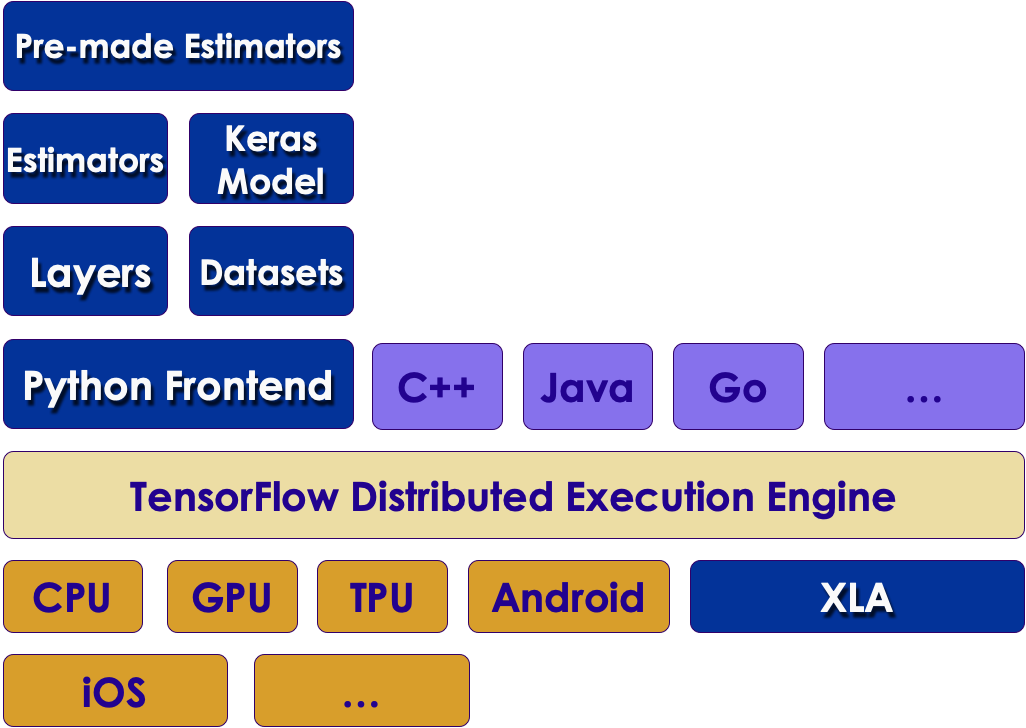 Pre-made Estimators
Estimators
Keras
Model
Layers
Datasets
Python Frontend
C++
Java
Go
...
TensorFlow Distributed Execution Engine
CPU
GPU
TPU
Android
XLA
iOS
...